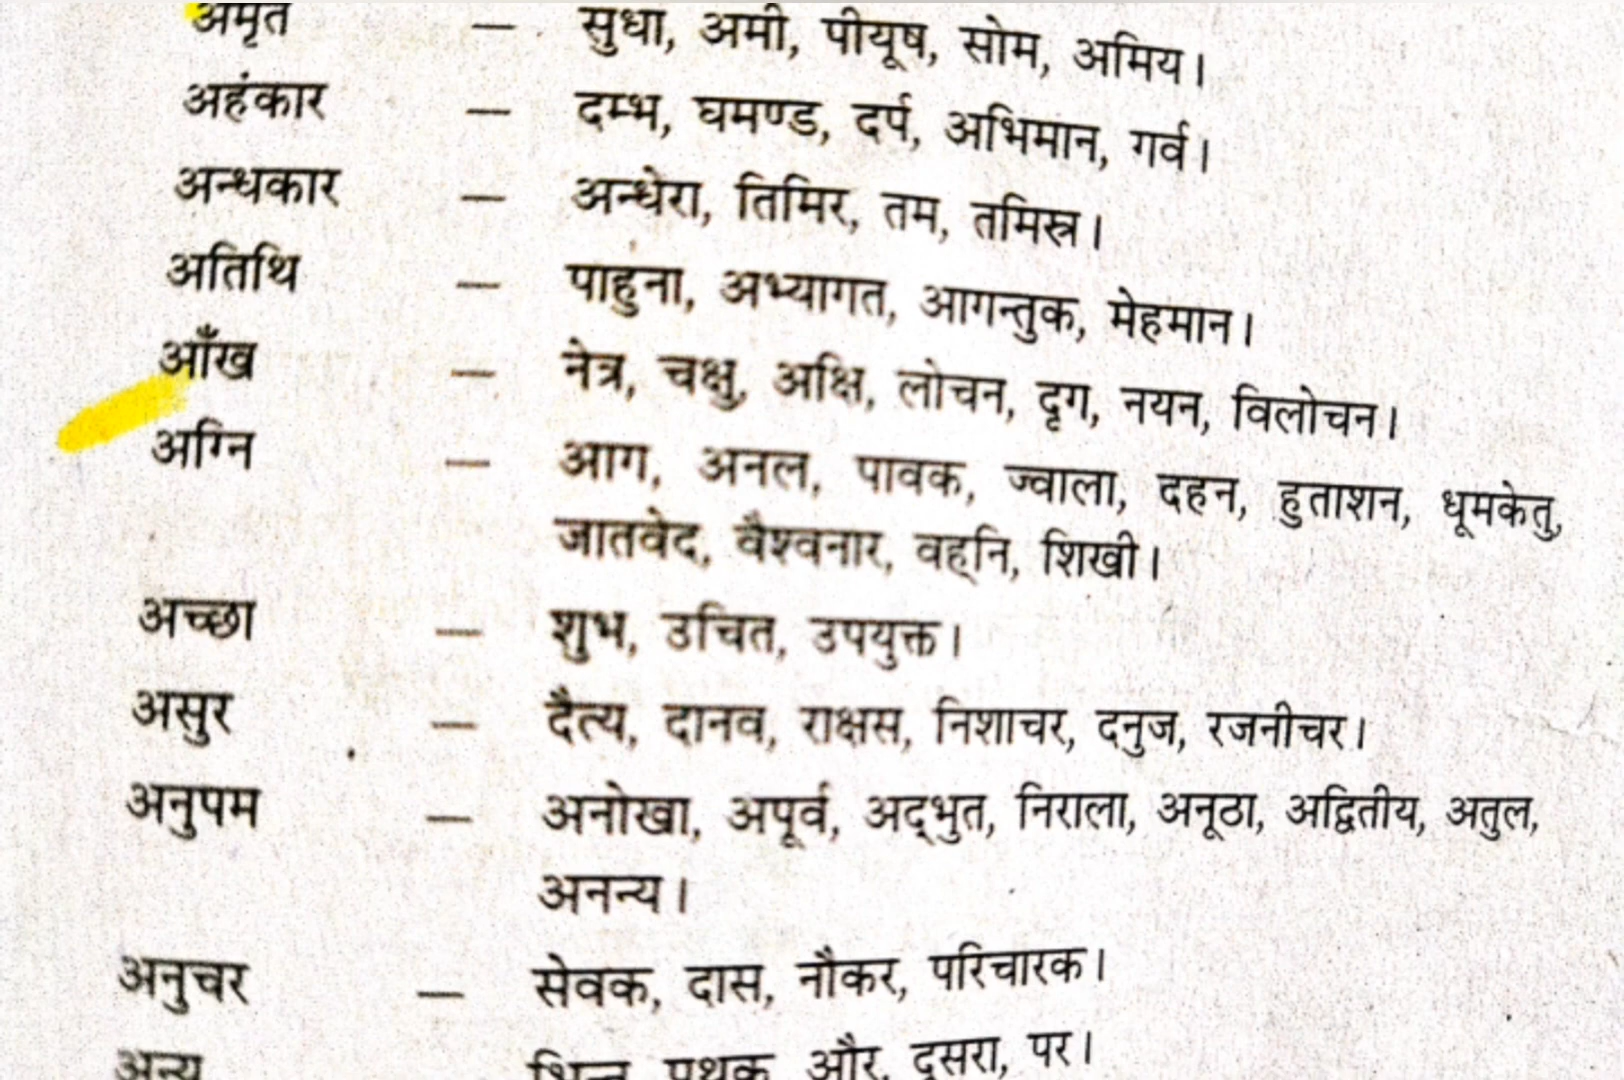 अमृत — सुधा, अमी, पीयूष, सोम, अमिय।
अहंकार — दम्भ, घमण्ड, दर्प, अभिमान, गर्व।
अन्धकार — अन्धेरा, तिमिर, तम, तमिस्र।
अतिथि — पाहुना, अभ्यागत, आगन्तुक, मेहमान।
आँख — नेत्र, चक्षु, अक्षि, लोचन, दृग, नयन, विलोचन।
अग्नि — आग, अनल, पावक, ज्वाला, दहन, हुताशन, धूमकेतु,
जातवेद, वैश्वनार, वह्नि, शिखी।
अच्छा — शुभ, उचित, उपयुक्त।
असुर — दैत्य, दानव, राक्षस, निशाचर, दनुज, रजनीचर।
अनुपम — अनोखा, अपूर्व, अद्‌भुत, निराला, अनूठा, अद्वितीय, अतुल,
अनन्य।
अनुचर — सेवक, दास, नौकर, परिचारक।
अन्य भिन्न, पृथक, और, दूसरा, पर।